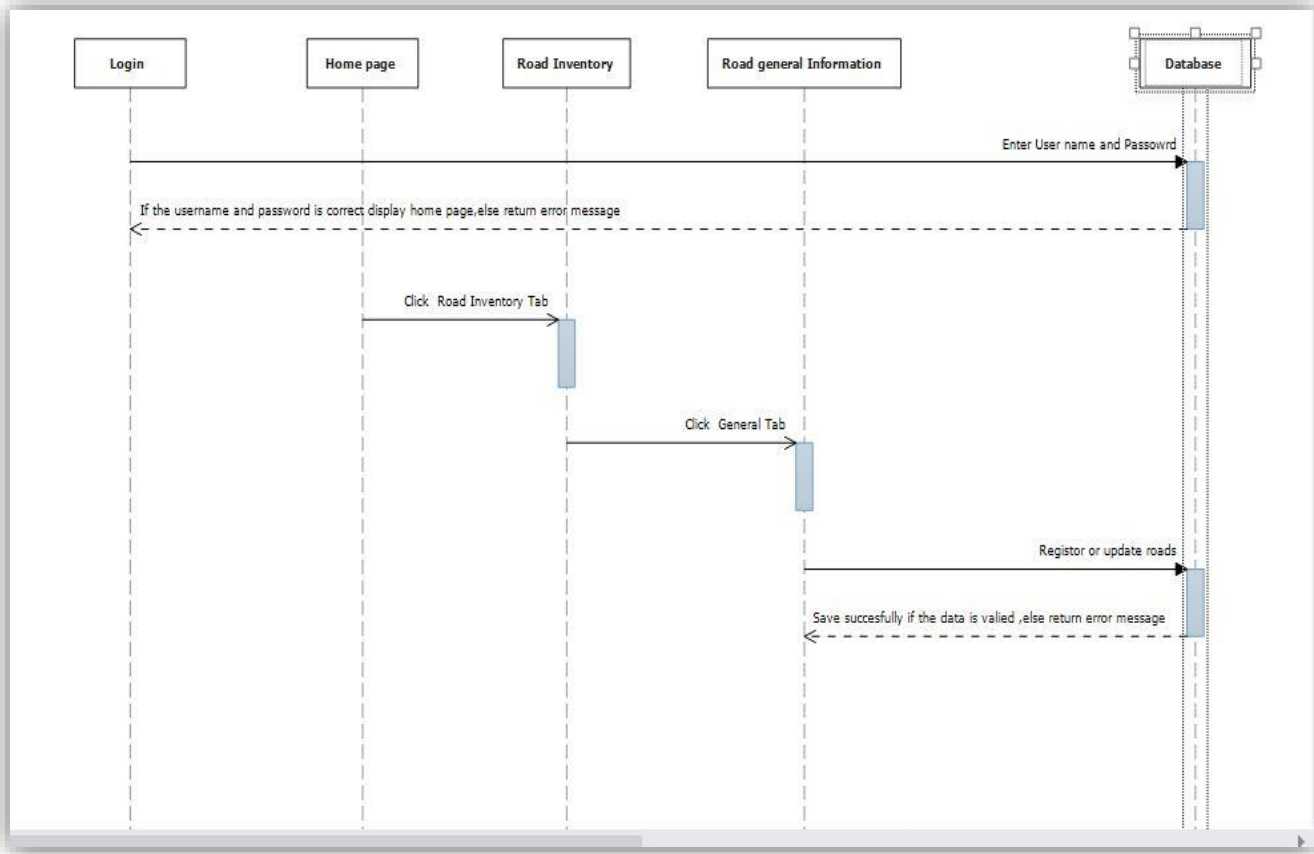 Login
Home page
Road Inventory
Road general Information
Database
Enter User name and Passowrd
If the username and password is correct display home page,else return error message
Click Road Inventory Tab
Click General Tab
Registor or update roads
Save succesfully if the data is valied ,else return error message